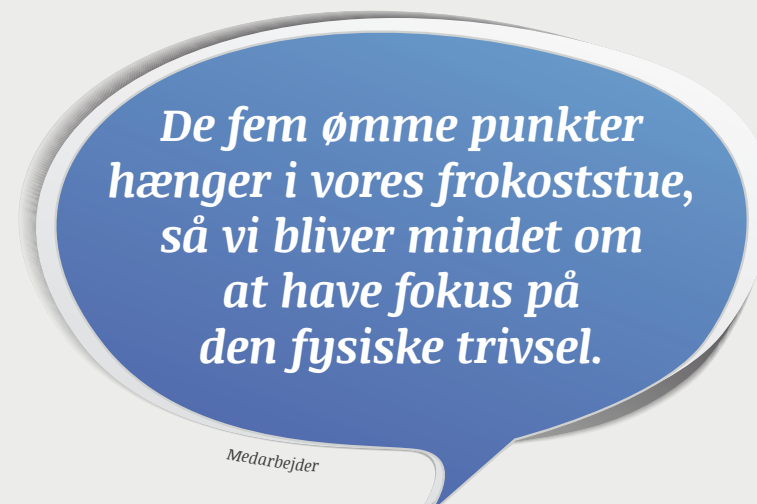 De fem ømme punkter
hænger i vores frokoststue,
så vi bliver mindet om
at have fokus på
den fysiske trivsel.
Medarbejder